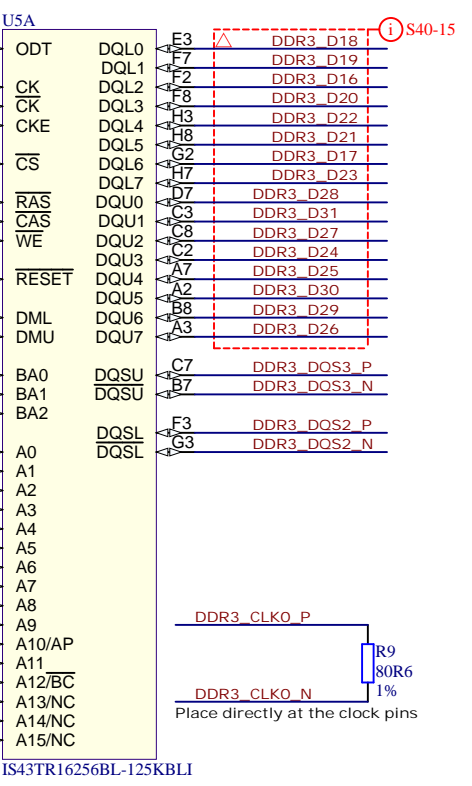 U5A
ODT DQL0 E3 DDR3_D18 i S40-15
DQL1 F7 DDR3_D19
CK DQL2 F2 DDR3_D16
CK DQL3 F8 DDR3_D20
CKE DQL4 H3 DDR3_D22
DQL5 H8 DDR3_D21
CS DQL6 G2 DDR3_D17
DQL7 H7 DDR3_D23
RAS DQU0 D7 DDR3_D28
CAS DQU1 C3 DDR3_D31
WE DQU2 C8 DDR3_D27
DQU3 C2 DDR3_D24
RESET DQU4 A7 DDR3_D25
DQU5 A2 DDR3_D30
DML DQU6 B8 DDR3_D29
DMU DQU7 A3 DDR3_D26
BA0 DQSU C7 DDR3_DQS3_P
BA1 DQSU B7 DDR3_DQS3_N
BA2
DQSL F3 DDR3_DQS2_P
A0 DQSL G3 DDR3_DQS2_N
A1
A2
A3
A4
A5
A6
A7
A8
A9 DDR3_CLK0_P
A10/AP R9
A11 80R6
A12/BC 1%
A13/NC DDR3_CLK0_N
A14/NC Place directly at the clock pins
A15/NC
IS43TR16256BL-125KBLI